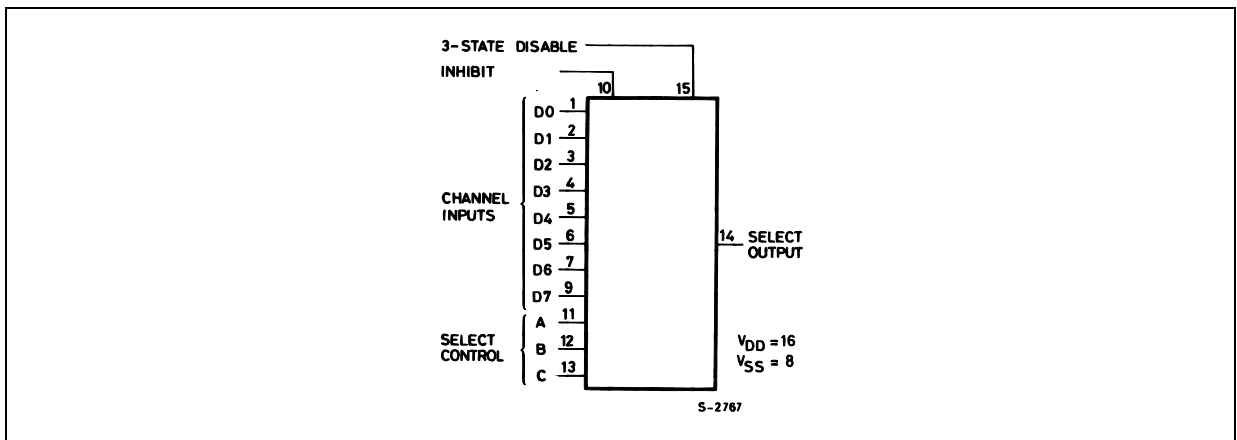 3-STATE DISABLE
INHIBIT
10 15
D0 1
D1 2
D2 3
D3 4
CHANNEL
INPUTS
D4 5
D5 6
D6 7
D7 9
14 SELECT
OUTPUT
A 11
B 12
C 13
SELECT
CONTROL
VDD =16
VSS = 8
S-2767